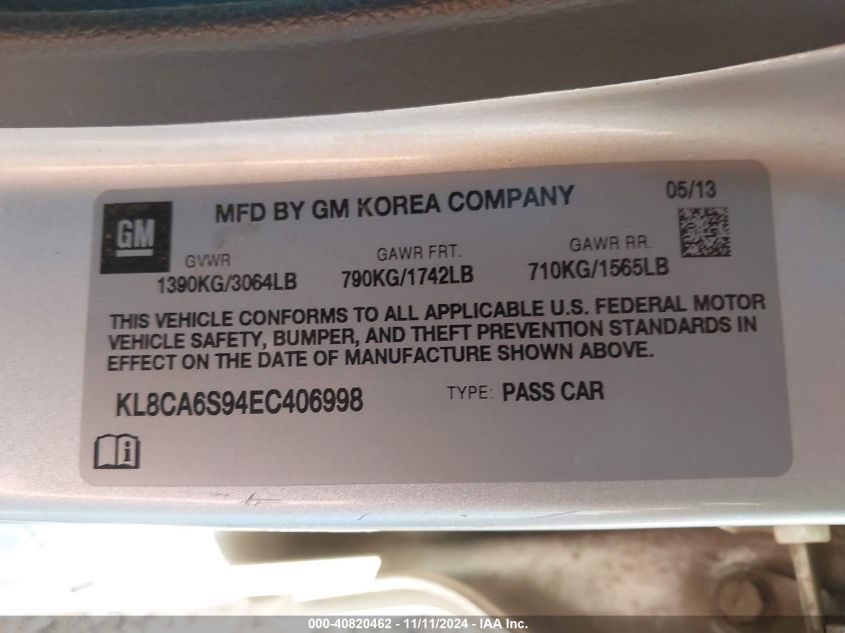 GM
MFD BY GM KOREA COMPANY
05/13
GVWR
1390KG/3064LB
GAWR FRT.
790KG/1742LB
GAWR RR.
710KG/1565LB
THIS VEHICLE CONFORMS TO ALL APPLICABLE U.S. FEDERAL MOTOR
VEHICLE SAFETY, BUMPER, AND THEFT PREVENTION STANDARDS IN
EFFECT ON THE DATE OF MANUFACTURE SHOWN ABOVE.
KL8CA6S94EC406998
TYPE: PASS CAR
000-40820462 - 11/11/2024 - IAA Inc.